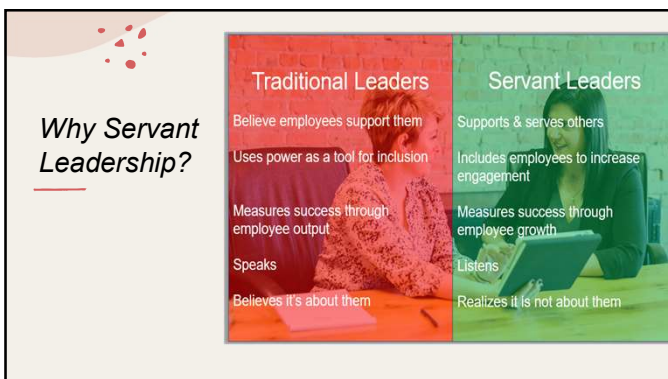 Why Servant
Leadership?
Traditional Leaders
Believe employees support them
Uses power as a tool for inclusion
Measures success through
employee output
Speaks
Believes it's about them
Servant Leaders
Supports & serves others
Includes employees to increase
engagement
Measures success through
employee growth
Listens
Realizes it is not about them